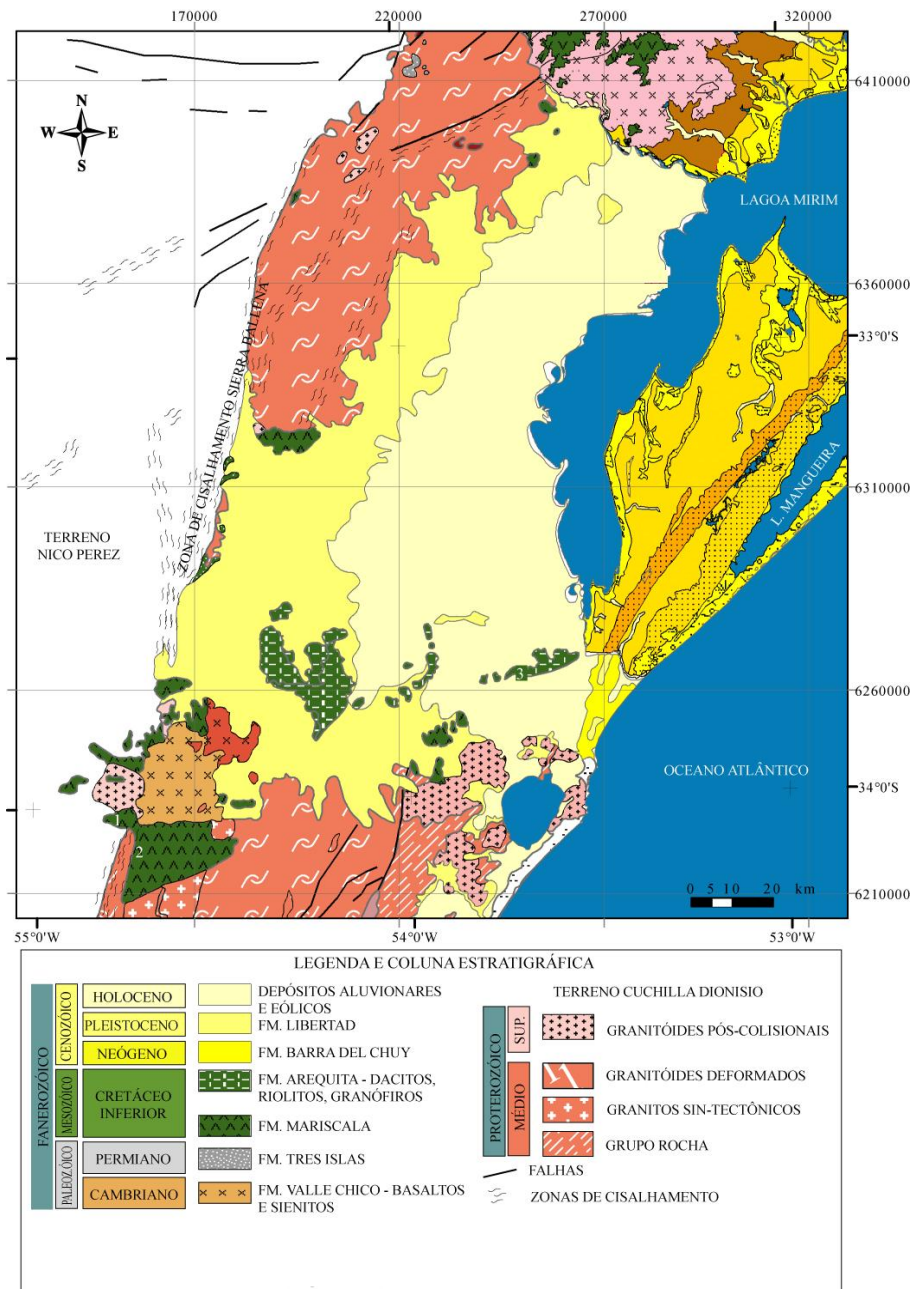 170000 220000 270000 320000
6410000
N
W E
S
LAGOA MIRIM
6360000
33°0'S
ZONA DE CISALHAMENTO SIERRA BALLENA
L. MANGUEIRA
6310000
TERRENO
NICO PEREZ
3
6260000
OCEANO ATLÂNTICO
34°0'S
1
2
0 5 10 20 km
6210000
55°0'W 54°0'W 53°0'W
LEGENDA E COLUNA ESTRATIGRÁFICA
FANEROZÓICO
CENOZÓICO
HOLOCENO
DEPÓSITOS ALUVIONARES
E EÓLICOS
PLEISTOCENO
FM. LIBERTAD
NEÓGENO
FM. BARRA DEL CHUY
MESOZÓICO
CRETÁCEO
INFERIOR
FM. AREQUITA - DACITOS,
RIOLITOS, GRANÓFIROS
FM. MARISCALA
PALEOZÓICO
PERMIANO
FM. TRES ISLAS
CAMBRIANO
FM. VALLE CHICO - BASALTOS
E SIENITOS
TERRENO CUCHILLA DIONISIO
PROTEROZÓICO
SUP.
GRANITÓIDES PÓS-COLISIONAIS
MÉDIO
GRANITÓIDES DEFORMADOS
GRANITOS SIN-TECTÔNICOS
GRUPO ROCHA
FALHAS
ZONAS DE CISALHAMENTO